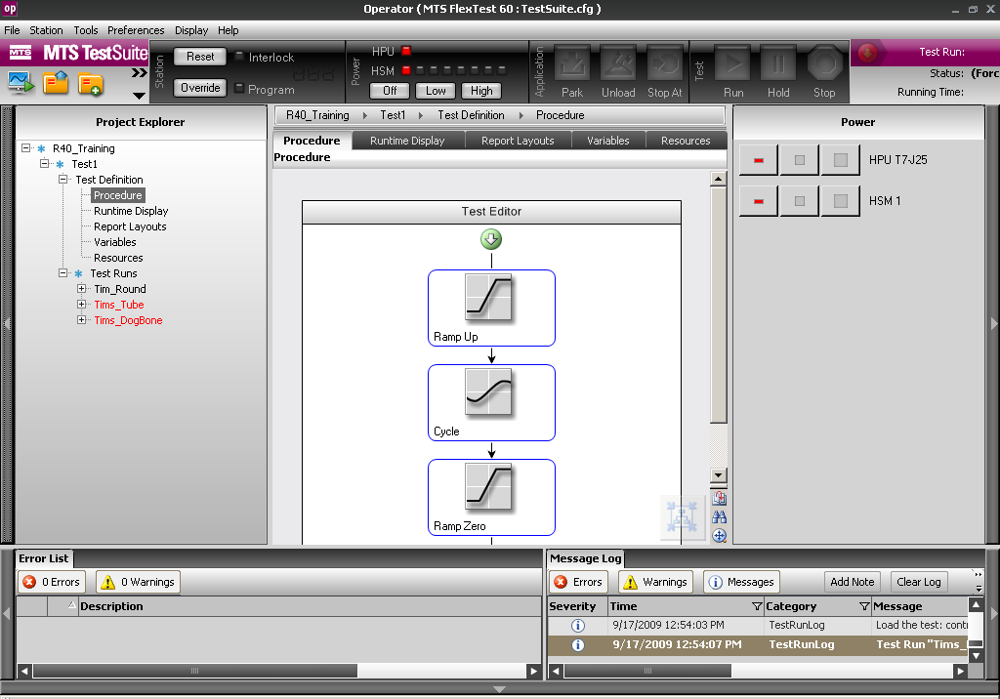 op
Operator ( MTS FlexTest 60 : TestSuite.cfg )
File Station Tools Preferences Display Help
MTS MTS TestSuite
Station
Reset
Interlock
Override
Program
Power
HPU
HSM
Off Low High
Application
Park Unload Stop At
Test
Run Hold Stop
Test Run:
Status: (Forc
Running Time:
Project Explorer
R40_Training
Test1
Test Definition
Procedure
Runtime Display
Report Layouts
Variables
Resources
Test Runs
Tim_Round
Tims_Tube
Tims_DogBone
R40_Training Test1 Test Definition Procedure
Procedure Runtime Display Report Layouts Variables Resources
Procedure
Test Editor
Ramp Up
Cycle
Ramp Zero
Power
HPU T7-J25
HSM 1
Error List
0 Errors 0 Warnings
Description
Message Log
Errors Warnings Messages Add Note Clear Log
Severity Time Category Message
9/17/2009 12:54:03 PM TestRunLog Load the test: cont
9/17/2009 12:54:07 PM TestRunLog Test Run "Tims_